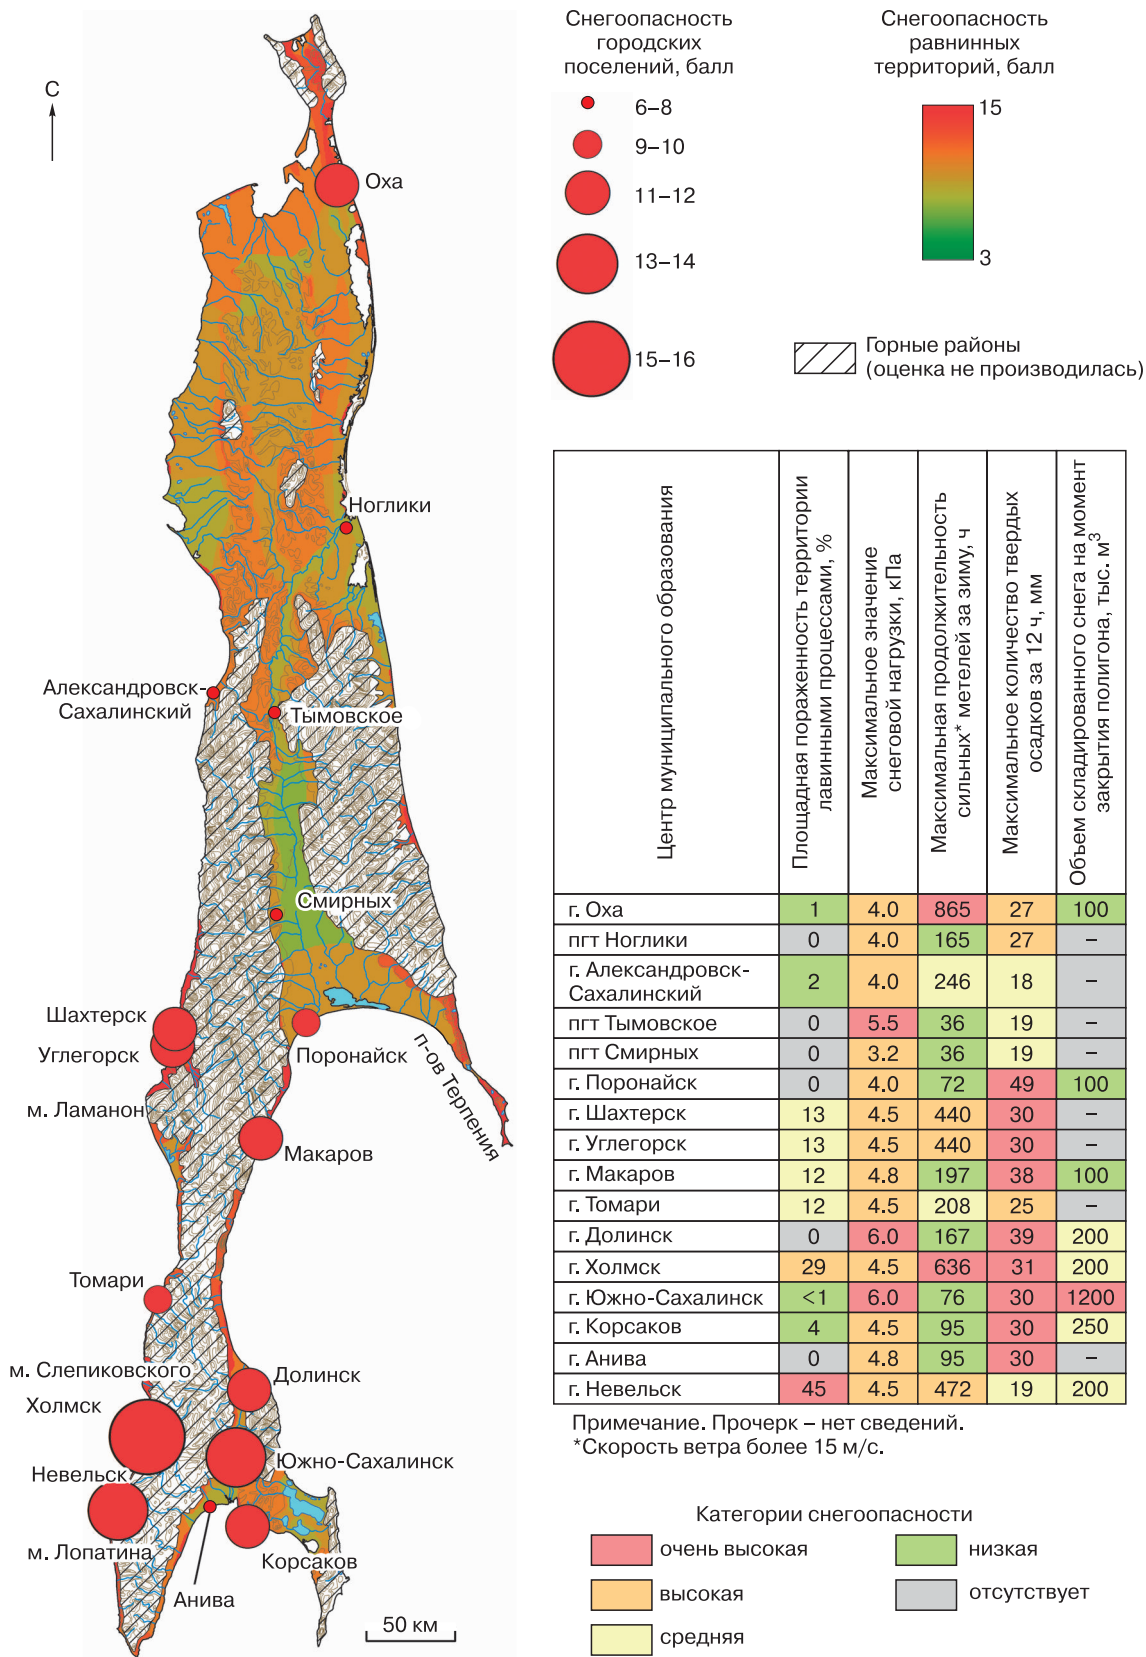 Снегоопасность
городских
поселений, балл
6–8
9–10
11–12
13–14
15–16
Снегоопасность
равнинных
территорий, балл
15
3
Горные районы
(оценка не производилась)
С
Оха
Ноглики
Александровск-
Сахалинский
Тымовское
Смирных
Шахтерск
Углегорск
Поронайск
п-ов Терпения
м. Ламанон
Макаров
Томари
м. Слепиковского
Долинск
Холмск
Южно-Сахалинск
Невельск
м. Лопатина
Корсаков
Анива
50 км
Центр муниципального образования
Площадная пораженность территории
лавинными процессами, %
Максимальное значение
снеговой нагрузки, кПа
Максимальная продолжительность
сильных* метелей за зиму, ч
Максимальное количество твердых
осадков за 12 ч, мм
Объем складированного снега на момент
закрытия полигона, тыс. м³
г. Оха 1 4.0 865 27 100
пгт Ноглики 0 4.0 165 27 –
г. Александровск-
Сахалинский 2 4.0 246 18 –
пгт Тымовское 0 5.5 36 19 –
пгт Смирных 0 3.2 36 19 –
г. Поронайск 0 4.0 72 49 100
г. Шахтерск 13 4.5 440 30 –
г. Углегорск 13 4.5 440 30 –
г. Макаров 12 4.8 197 38 100
г. Томари 12 4.5 208 25 –
г. Долинск 0 6.0 167 39 200
г. Холмск 29 4.5 636 31 200
г. Южно-Сахалинск <1 6.0 76 30 1200
г. Корсаков 4 4.5 95 30 250
г. Анива 0 4.8 95 30 –
г. Невельск 45 4.5 472 19 200
Примечание. Прочерк – нет сведений.
*Скорость ветра более 15 м/с.
Категории снегоопасности
очень высокая
высокая
средняя
низкая
отсутствует